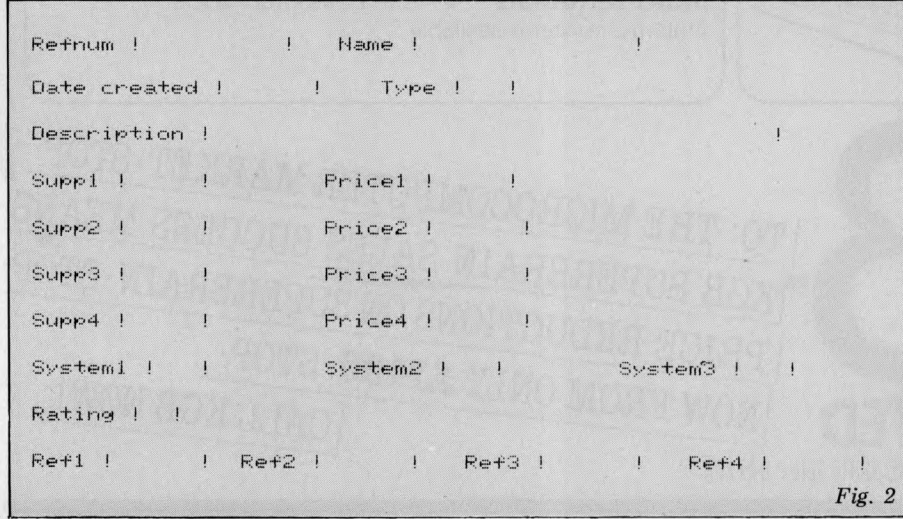 Refnum ! ! Name ! !
Date created ! ! Type ! !
Description ! !
Supp1 ! ! Price1 ! !
Supp2 ! ! Price2 ! !
Supp3 ! ! Price3 ! !
Supp4 ! ! Price4 ! !
System1 ! ! System2 ! ! System3 ! !
Rating ! !
Ref1 ! ! Ref2 ! ! Ref3 ! ! Ref4 ! !
Fig. 2